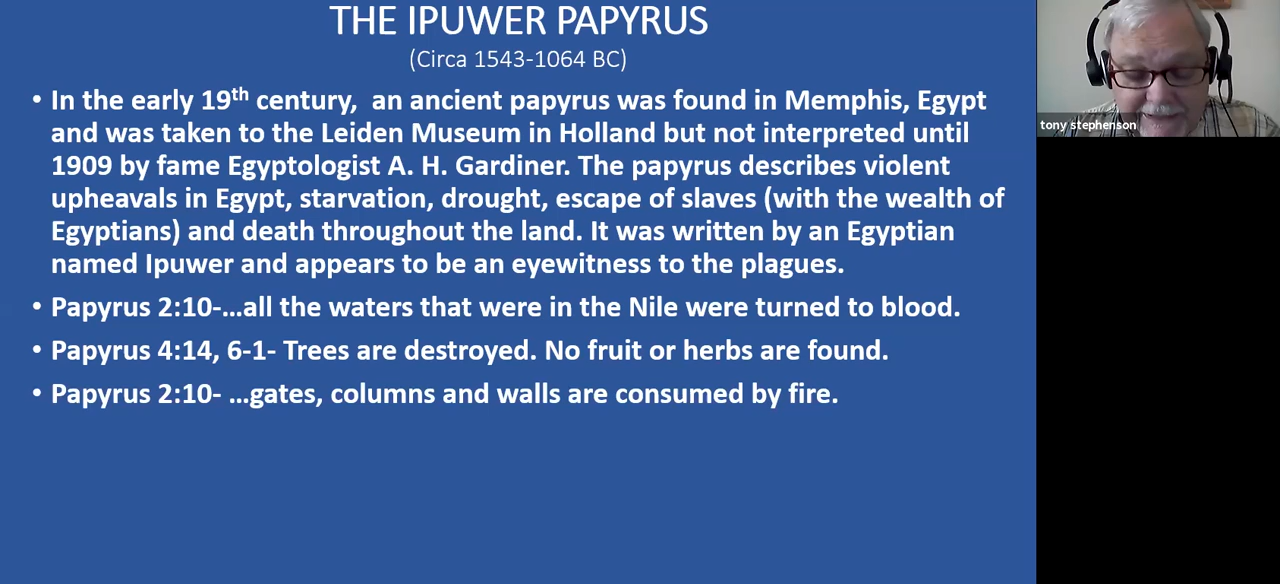 THE IPUWER PAPYRUS
(Circa 1543-1064 BC)
• In the early 19th century,  an ancient papyrus was found in Memphis, Egypt
and was taken to the Leiden Museum in Holland but not interpreted until
1909 by fame Egyptologist A. H. Gardiner. The papyrus describes violent
upheavals in Egypt, starvation, drought, escape of slaves (with the wealth of
Egyptians) and death throughout the land. It was written by an Egyptian
named Ipuwer and appears to be an eyewitness to the plagues.
• Papyrus 2:10-…all the waters that were in the Nile were turned to blood.
• Papyrus 4:14, 6-1- Trees are destroyed. No fruit or herbs are found.
• Papyrus 2:10- …gates, columns and walls are consumed by fire.
tony stephenson